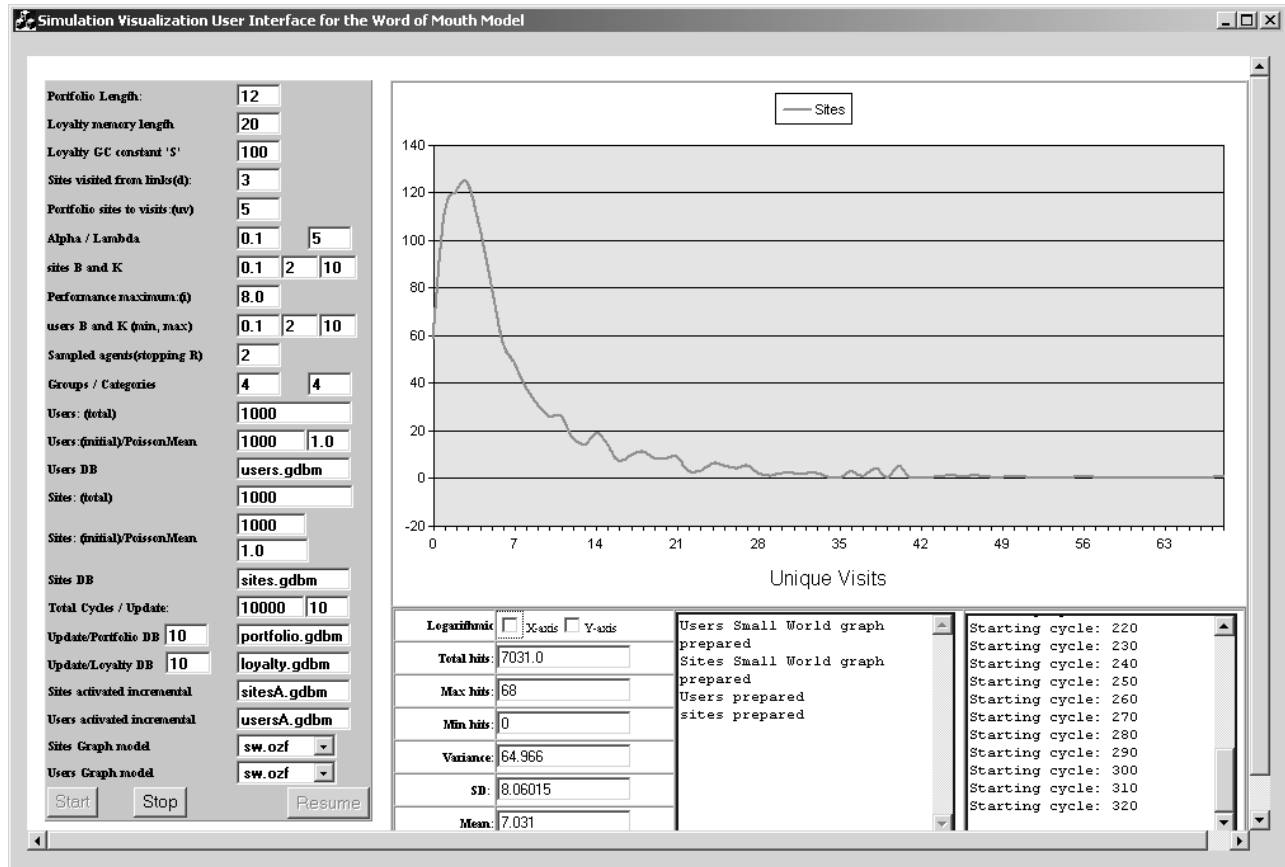 Simulation Visualization User Interface for the Word of Mouth Model
Portfolio Length: 12
Loyalty memory length 20
Loyalty GC constant 'S' 100
Sites visited from links(d): 3
Portfolio sites to visits:(uv) 5
Alpha / Lambda 0.1 5
sites B and K 0.1 2 10
Performance maximum:(i) 8.0
users B and K (min, max) 0.1 2 10
Sampled agents(stopping R) 2
Groups / Categories 4 4
Users: (total) 1000
Users:(initial)/PoissonMean 1000 1.0
Users DB users.gdbm
Sites: (total) 1000
Sites: (initial)/PoissonMean 1000
1.0
Sites DB sites.gdbm
Total Cycles / Update: 10000 10
Update/Portfolio DB 10 portfolio.gdbm
Update/Loyalty DB 10 loyalty.gdbm
Sites activated incremental sitesA.gdbm
Users activated incremental usersA.gdbm
Sites Graph model sw.ozf
Users Graph model sw.ozf
Start Stop Resume
Sites
140
120
100
80
60
40
20
0
-20
0 7 14 21 28 35 42 49 56 63
Unique Visits
Logarithmic X-axis Y-axis
Total hits: 7031.0
Max hits: 68
Min hits: 0
Variance: 64.966
SD: 8.06015
Mean: 7.031
Users Small World graph
prepared
Sites Small World graph
prepared
Users prepared
sites prepared
Starting cycle: 220
Starting cycle: 230
Starting cycle: 240
Starting cycle: 250
Starting cycle: 260
Starting cycle: 270
Starting cycle: 280
Starting cycle: 290
Starting cycle: 300
Starting cycle: 310
Starting cycle: 320